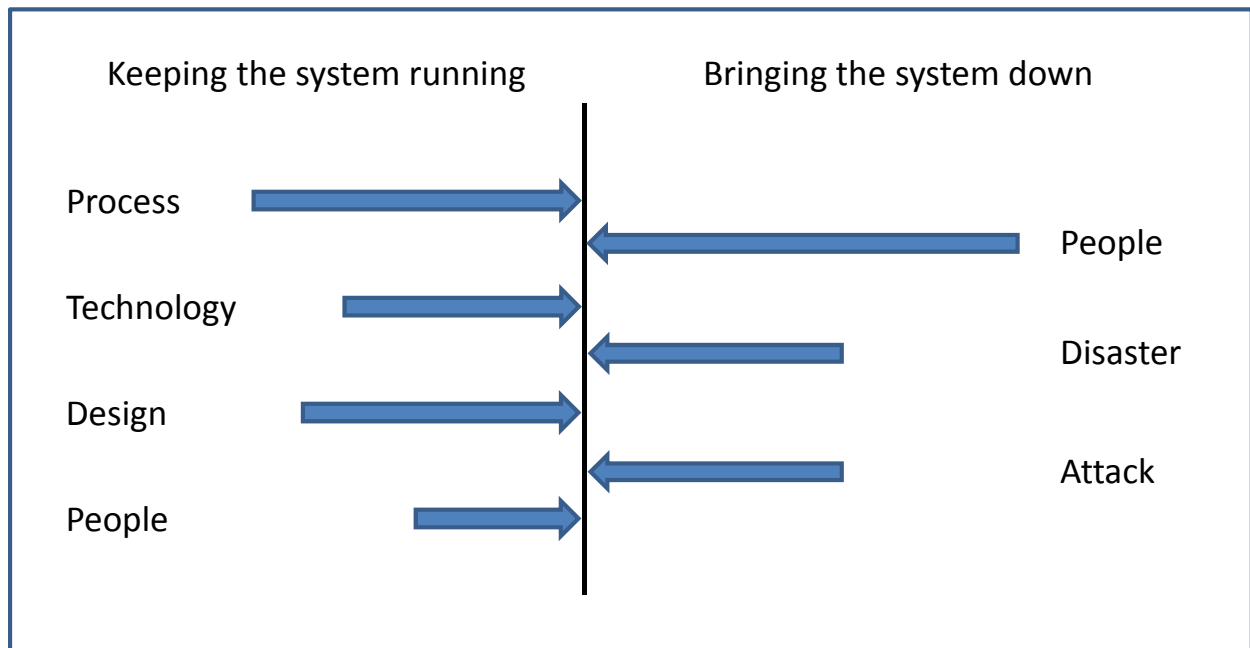 Keeping the system running
Bringing the system down
Process
People
Technology
Disaster
Design
Attack
People